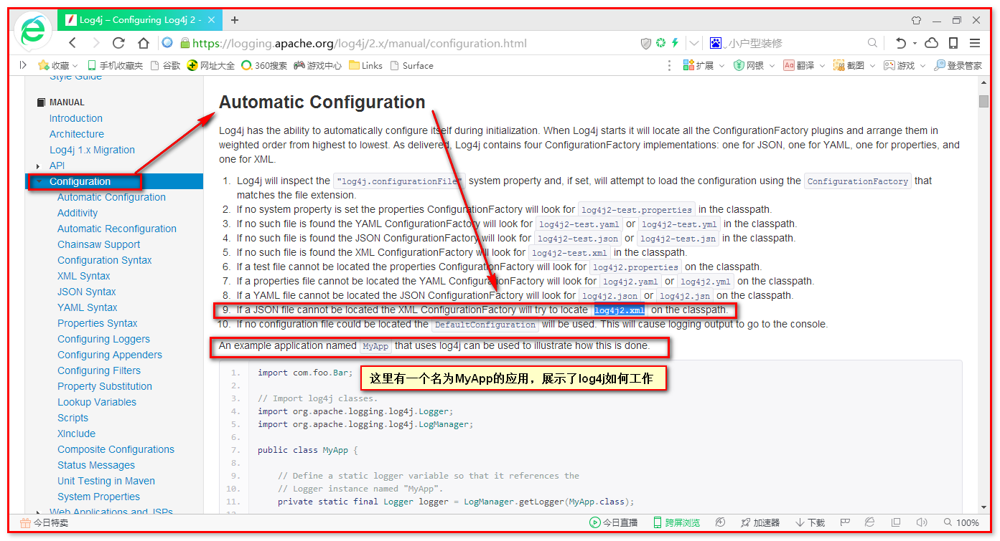 Log4j – Configuring Log4j 2 -
https://logging.apache.org/log4j/2.x/manual/configuration.html
小户型装修
收藏 手机收藏夹 谷歌 网址大全 360搜索 游戏中心 Links Surface 扩展 网银 Aa 翻译 截图 游戏 登录管家
Style Guide
MANUAL
Introduction
Architecture
Log4j 1.x Migration
API
Configuration
Automatic Configuration
Additivity
Automatic Reconfiguration
Chainsaw Support
Configuration Syntax
XML Syntax
JSON Syntax
YAML Syntax
Properties Syntax
Configuring Loggers
Configuring Appenders
Configuring Filters
Property Substitution
Lookup Variables
Scripts
XInclude
Composite Configurations
Status Messages
Unit Testing in Maven
System Properties
Web Applications and JSPs
Automatic Configuration
Log4j has the ability to automatically configure itself during initialization. When Log4j starts it will locate all the ConfigurationFactory plugins and arrange them in
weighted order from highest to lowest. As delivered, Log4j contains four ConfigurationFactory implementations: one for JSON, one for YAML, one for properties, and
one for XML.
1. Log4j will inspect the "log4j.configurationFile" system property and, if set, will attempt to load the configuration using the ConfigurationFactory that
matches the file extension.
2. If no system property is set the properties ConfigurationFactory will look for log4j2-test.properties in the classpath.
3. If no such file is found the YAML ConfigurationFactory will look for log4j2-test.yaml or log4j2-test.yml in the classpath.
4. If no such file is found the JSON ConfigurationFactory will look for log4j2-test.json or log4j2-test.jsn in the classpath.
5. If no such file is found the XML ConfigurationFactory will look for log4j2-test.xml in the classpath.
6. If a test file cannot be located the properties ConfigurationFactory will look for log4j2.properties on the classpath.
7. If a properties file cannot be located the YAML ConfigurationFactory will look for log4j2.yaml or log4j2.yml on the classpath.
8. If a YAML file cannot be located the JSON ConfigurationFactory will look for log4j2.json or log4j2.jsn on the classpath.
9. If a JSON file cannot be located the XML ConfigurationFactory will try to locate log4j2.xml on the classpath.
10. If no configuration file could be located the DefaultConfiguration will be used. This will cause logging output to go to the console.
An example application named MyApp that uses log4j can be used to illustrate how this is done.
1. import com.foo.Bar;
这里有一个名为MyApp的应用，展示了log4j如何工作
2.
3. // Import log4j classes.
4. import org.apache.logging.log4j.Logger;
5. import org.apache.logging.log4j.LogManager;
6.
7. public class MyApp {
8.
9. // Define a static logger variable so that it references the
10. // Logger instance named "MyApp".
11. private static final Logger logger = LogManager.getLogger(MyApp.class);
12.
今日特卖 今日直播 跨屏浏览 加速器 下载 100%